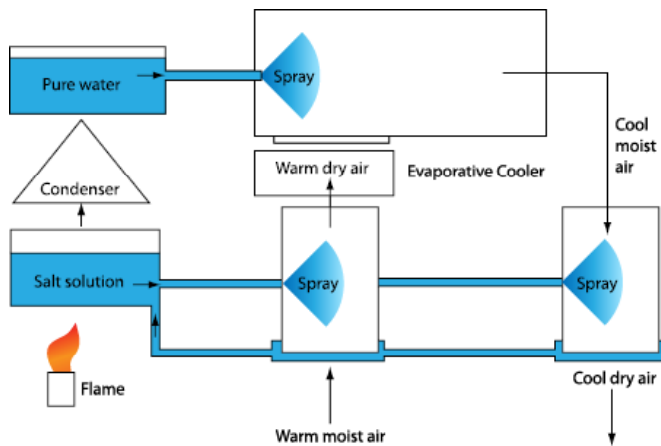 Pure water
Spray
Cool
moist
air
Warm dry air
Evaporative Cooler
Condenser
Salt solution
Spray
Spray
Flame
Warm moist air
Cool dry air